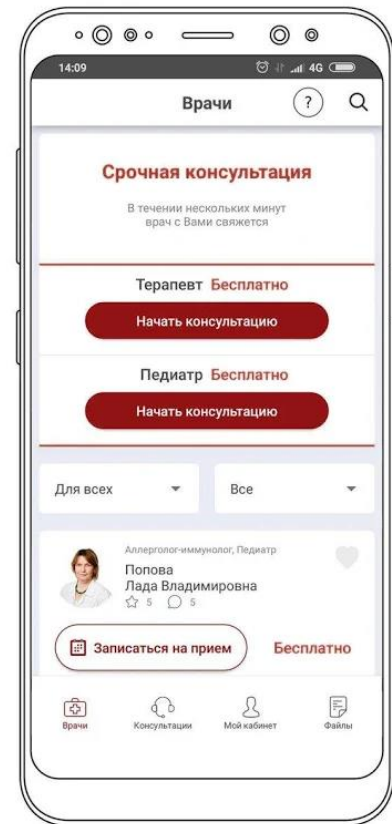 14:09
4G
Врачи
?
Срочная консультация
В течении нескольких минут
врач с Вами свяжется
Терапевт Бесплатно
Начать консультацию
Педиатр Бесплатно
Начать консультацию
Для всех
Все
Аллерголог-иммунолог, Педиатр
Попова
Лада Владимировна
5 5
Записаться на прием Бесплатно
Врачи Консультации Мой кабинет Файлы